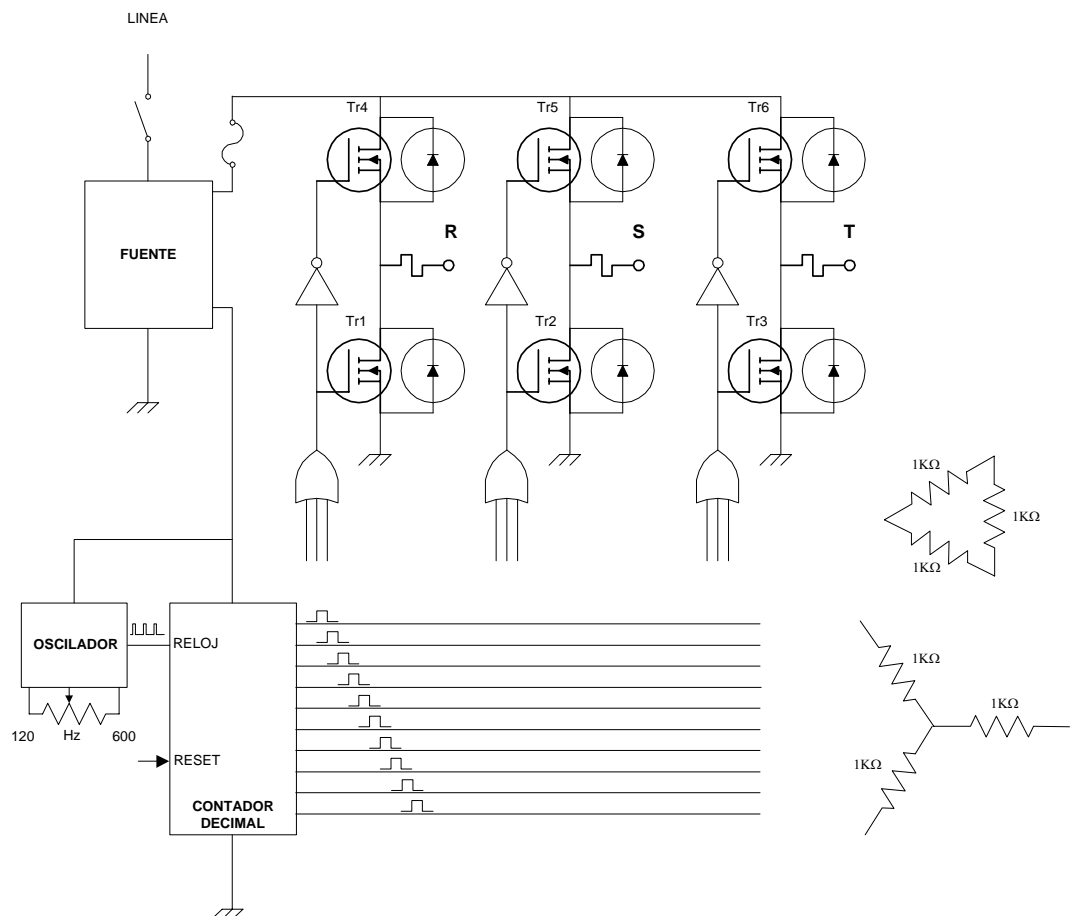 LINEA
Tr4
Tr5
Tr6
R
S
T
FUENTE
Tr1
Tr2
Tr3
1KΩ
1KΩ
1KΩ
OSCILADOR
RELOJ
120
Hz
600
RESET
CONTADOR
DECIMAL
1KΩ
1KΩ
1KΩ